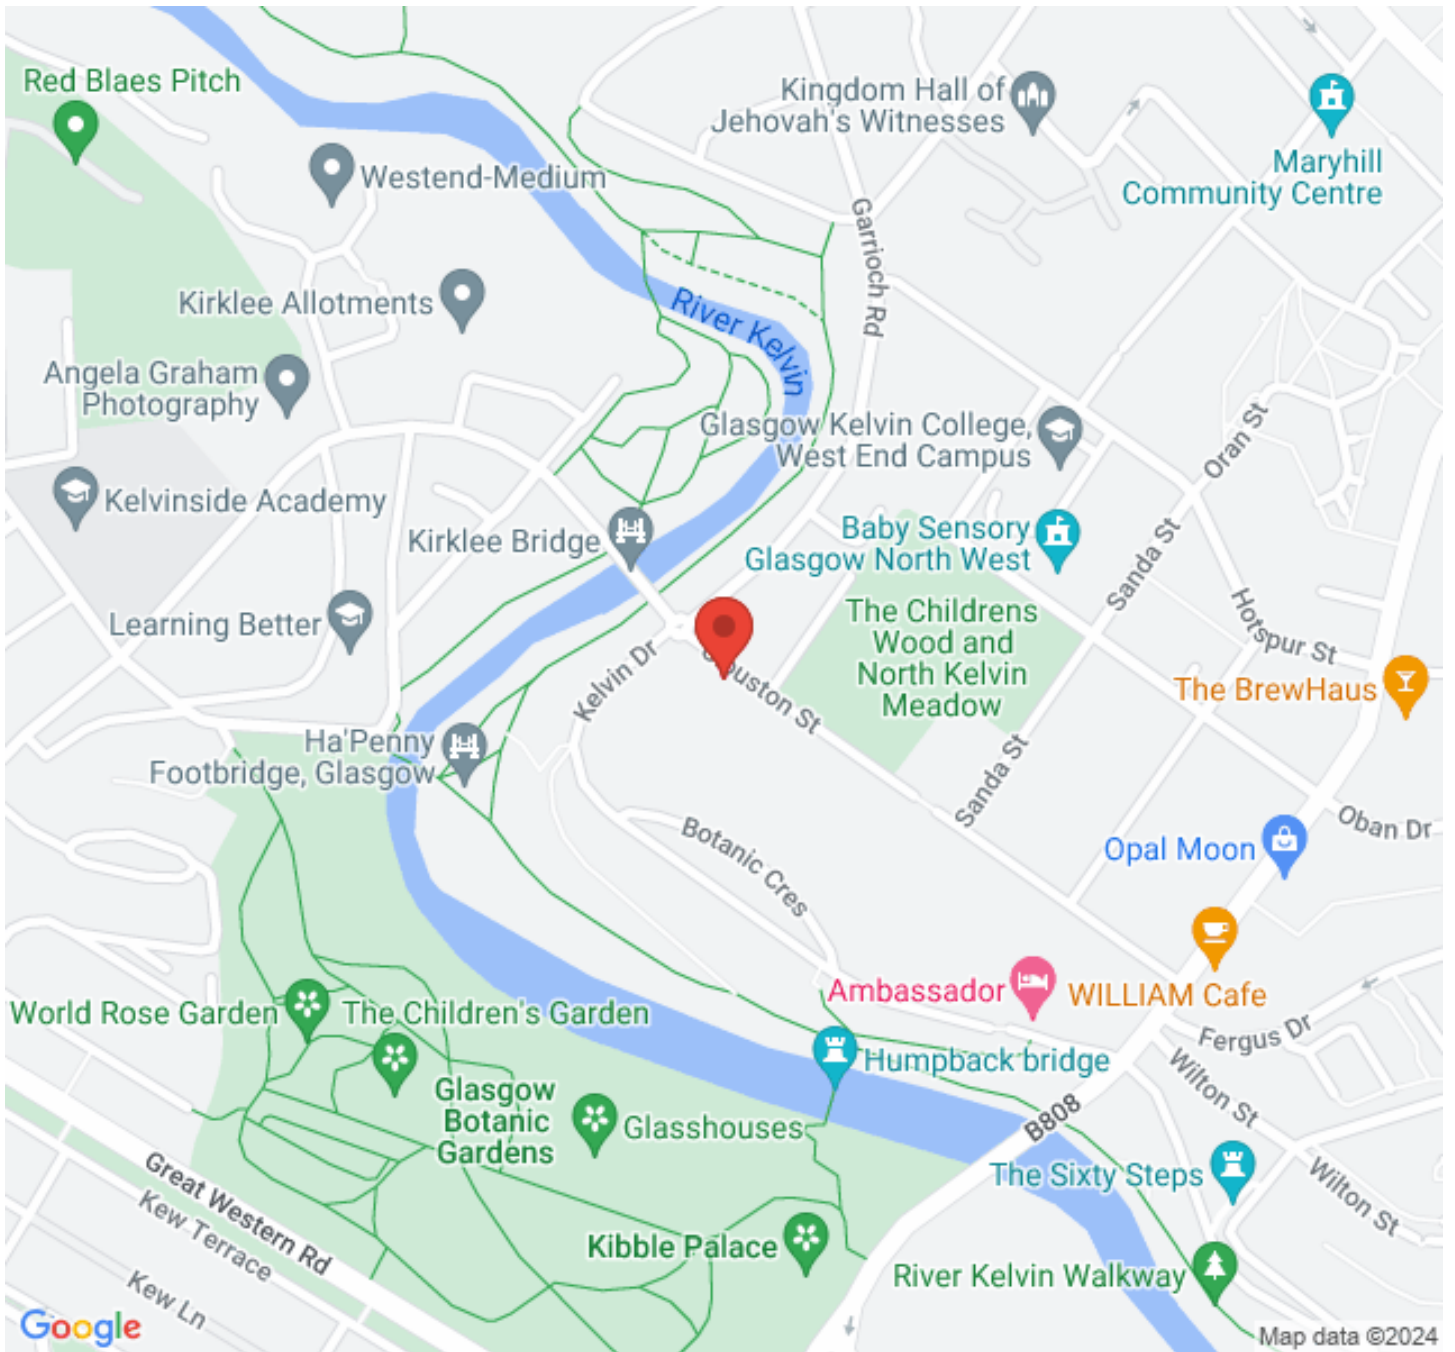 Red Blaes Pitch
Kingdom Hall of
Jehovah's Witnesses
Maryhill
Community Centre
Westend-Medium
Garrioch Rd
Kirklee Allotments
River Kelvin
Angela Graham
Photography
Glasgow Kelvin College,
West End Campus
Oran St
Kelvinside Academy
Kirklee Bridge
Baby Sensory
Glasgow North West
Sanda St
Learning Better
The Childrens
Wood and
North Kelvin
Meadow
Hotspur St
Kelvin Dr
Clouston St
The BrewHaus
Ha'Penny
Footbridge, Glasgow
Sanda St
Oban Dr
Botanic Cres
Opal Moon
Ambassador
WILLIAM Cafe
World Rose Garden
The Children's Garden
Fergus Dr
Humpback bridge
Wilton St
Glasgow
Botanic
Gardens
Glasshouses
B808
The Sixty Steps
Wilton St
Great Western Rd
Kew Terrace
Kibble Palace
River Kelvin Walkway
Kew Ln
Google
Map data ©2024